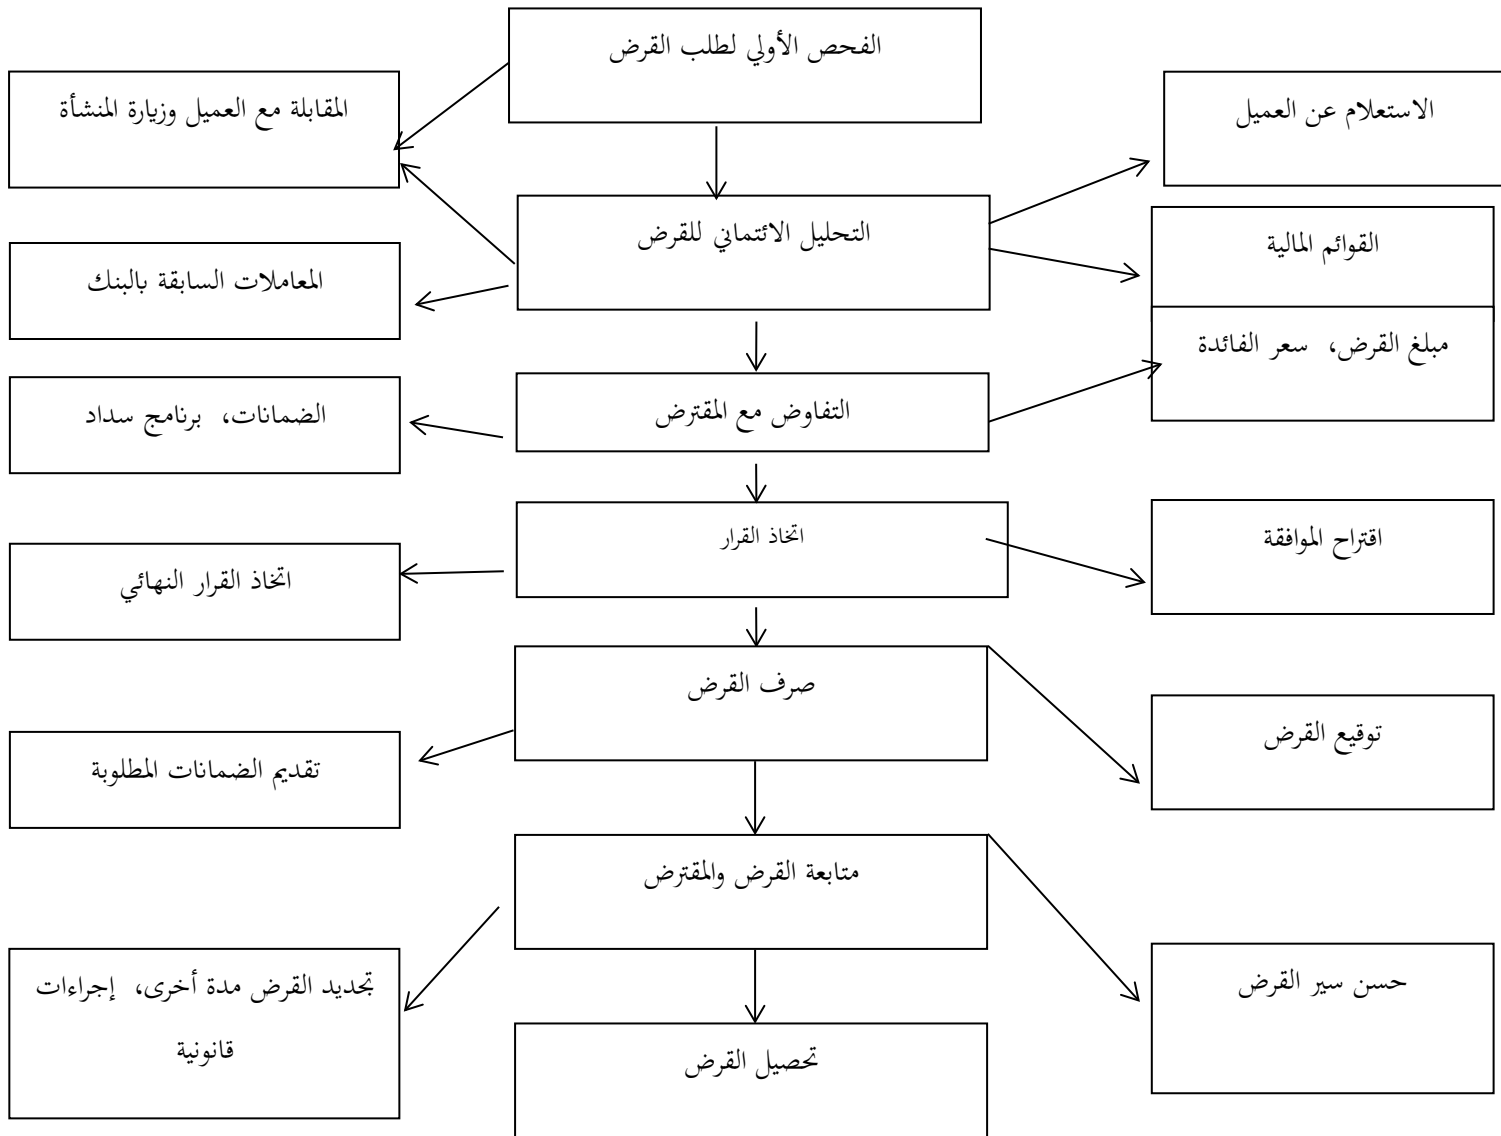 الفحص الأولي لطلب القرض
المقابلة مع العميل وزيارة المنشأة
الاستعلام عن العميل
التحليل الائتماني للقرض
القوائم المالية
المعاملات السابقة بالبنك
مبلغ القرض، سعر الفائدة
التفاوض مع المقترض
الضمانات، برنامج سداد
اتخاذ القرار
اقتراح الموافقة
اتخاذ القرار النهائي
صرف القرض
توقيع القرض
تقديم الضمانات المطلوبة
متابعة القرض والمقترض
حسن سير القرض
تجديد القرض مدة أخرى، إجراءات
قانونية
تحصيل القرض